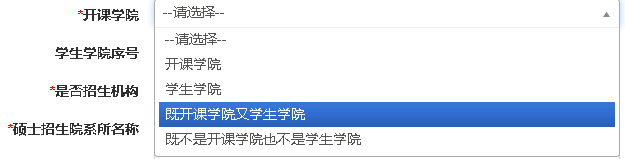 *开课学院 --请选择--
--请选择--
学生学院序号
开课学院
*是否招生机构
学生学院
既开课学院又学生学院
*硕士招生院系所名称
既不是开课学院也不是学生学院